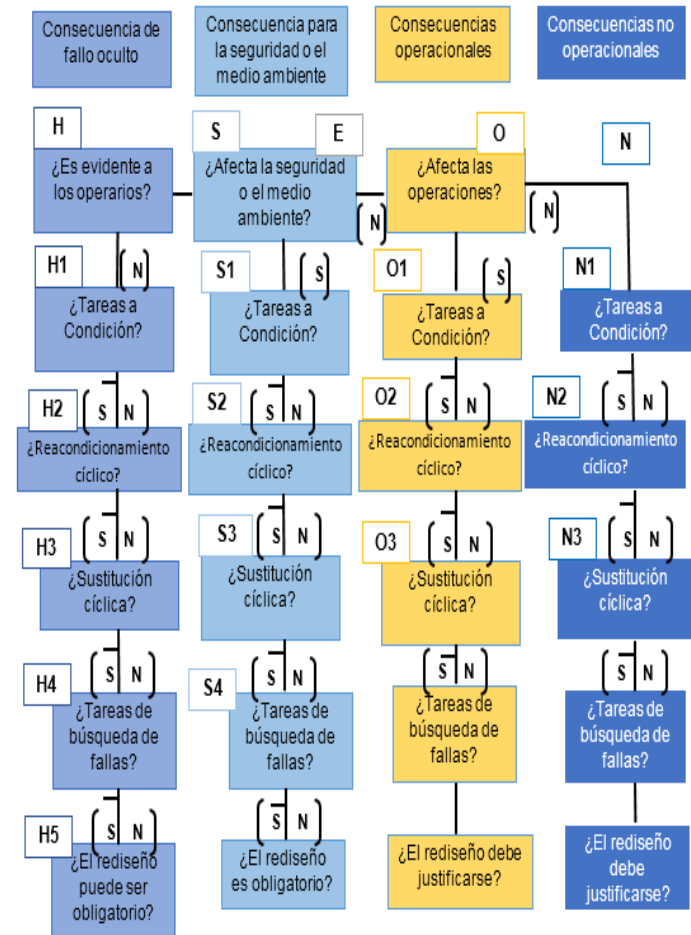 Consecuencia de
fallo oculto
Consecuencia para
la seguridad o el
medio ambiente
Consecuencias
operacionales
Consecuencias no
operacionales
H
S
E
O
N
¿Es evidente a
los operarios?
¿Afecta la seguridad
o el medio
ambiente?
(N)
¿Afecta las
operaciones?
(N)
H1
(N)
S1
(S)
O1
(S)
N1
¿Tareas a
Condición?
¿Tareas a
Condición?
¿Tareas a
Condición?
¿Tareas a
Condición?
H2
(S N)
S2
(S N)
O2
(S N)
N2
(S N)
¿Reacondicionamiento
cíclico?
¿Reacondicionamiento
cíclico?
¿Reacondicionamiento
cíclico?
¿Reacondicionamiento
cíclico?
H3
(S N)
S3
(S N)
O3
(S N)
N3
(S N)
¿Sustitución
cíclica?
¿Sustitución
cíclica?
¿Sustitución
cíclica?
¿Sustitución
cíclica?
H4
(S N)
S4
(S N)
(S N)
(S N)
¿Tareas de
búsqueda de
fallas?
¿Tareas de
búsqueda de
fallas?
¿Tareas de
búsqueda de
fallas?
¿Tareas de
búsqueda de
fallas?
H5
(S N)
(S N)
¿El rediseño
puede ser
obligatorio?
¿El rediseño
es obligatorio?
¿El rediseño debe
justificarse?
¿El rediseño
debe
justificarse?